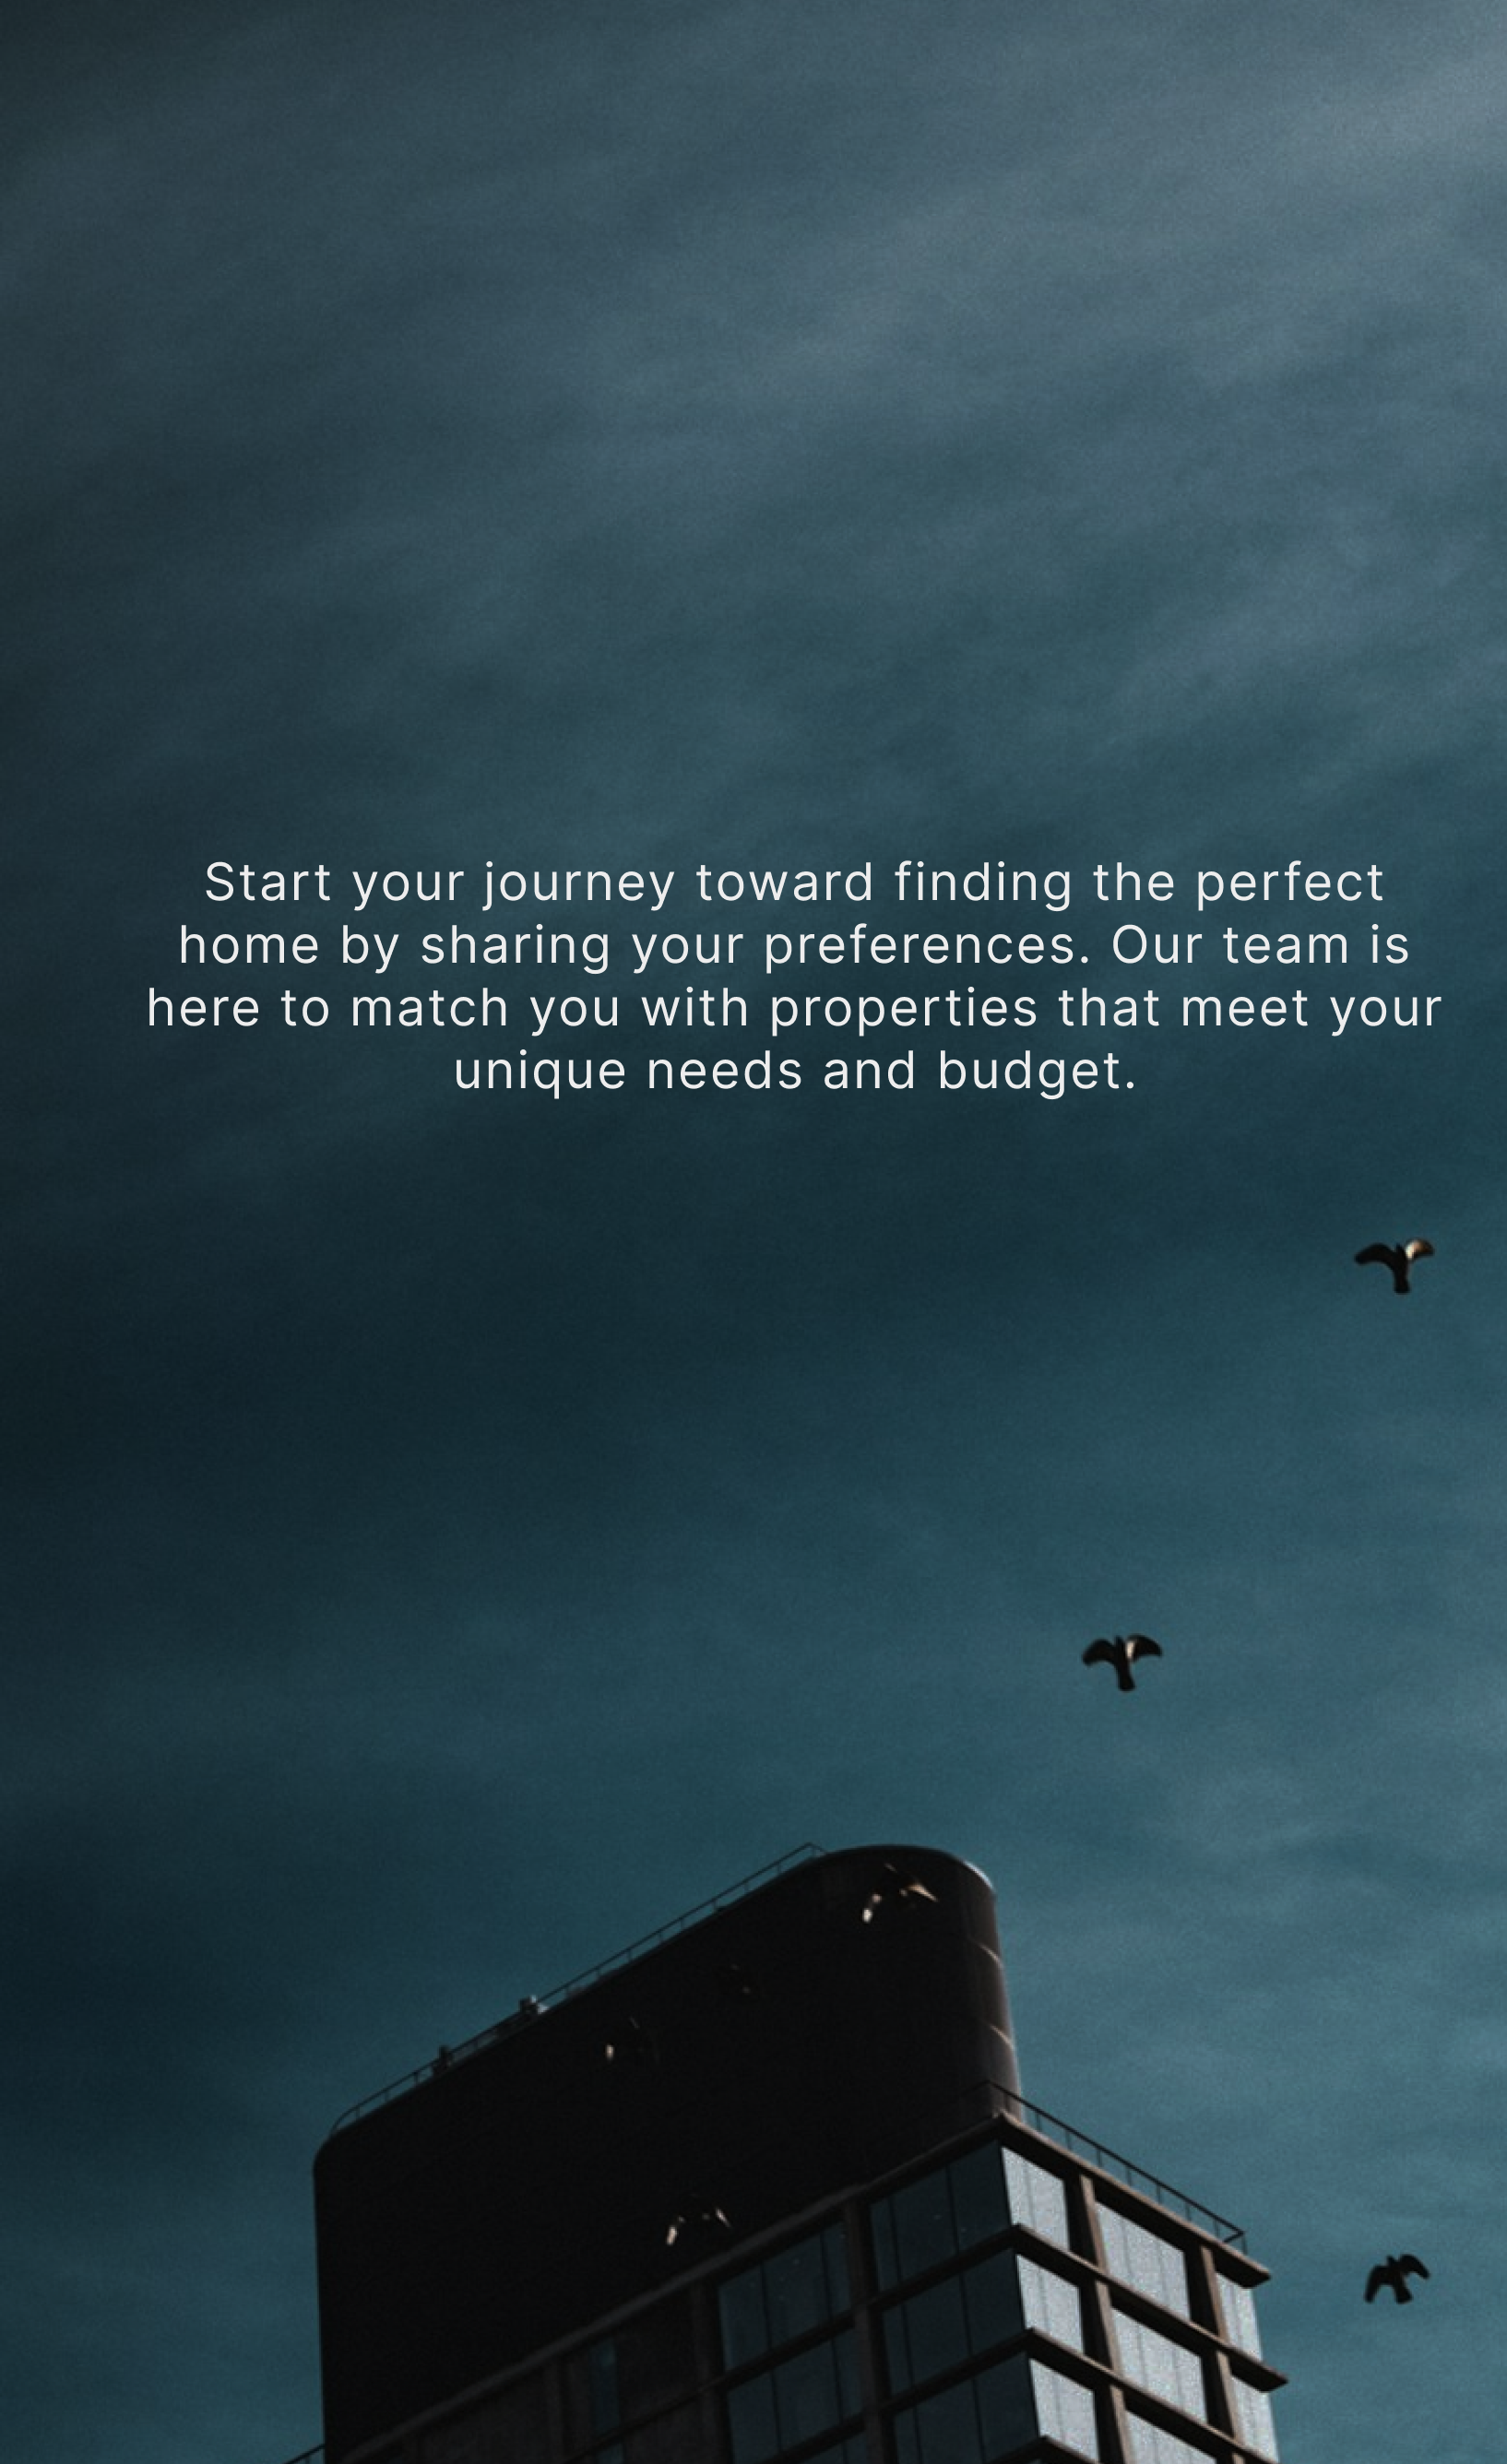 Start your journey toward finding the perfect
home by sharing your preferences. Our team is
here to match you with properties that meet your
unique needs and budget.